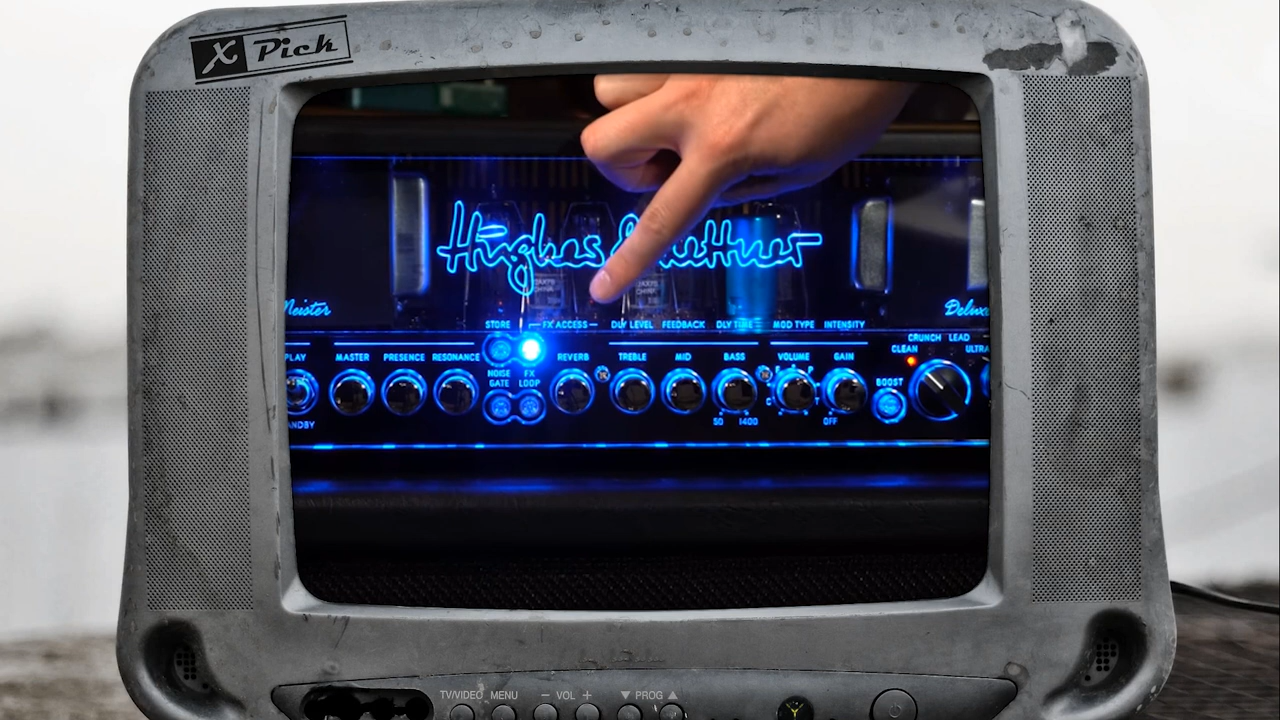 X Pick
Hughes & Kettner
Meister
Delux
STORE FX ACCESS DLY LEVEL FEEDBACK DLY TIME MOD TYPE INTENSITY
CRUNCH LEAD
CLEAN ULTRA
PLAY MASTER PRESENCE RESONANCE REVERB TREBLE MID BASS VOLUME GAIN
NOISE GATE FX LOOP
BOOST
ANDBY 50 1400 OFF
TV/VIDEO MENU − VOL + ▼ PROG ▲